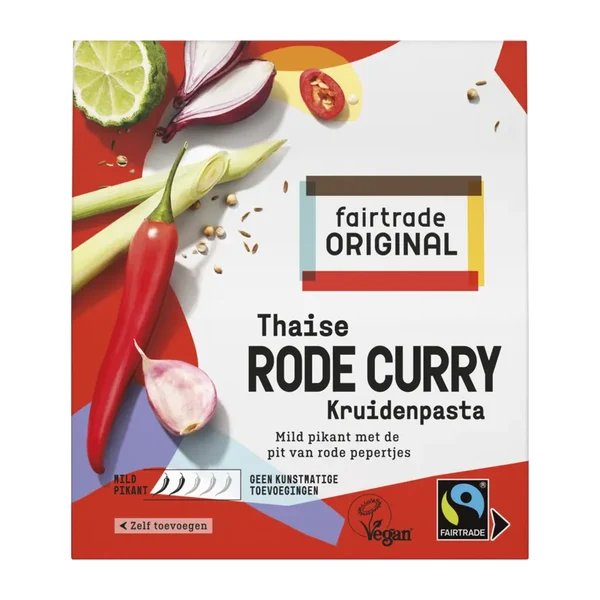 fairtrade
ORIGINAL
Thaise
RODE CURRY
Kruidenpasta
Mild pikant met de
pit van rode pepertjes
MILD
PIKANT
GEEN KUNSTMATIGE
TOEVOEGINGEN
< Zelf toevoegen
Vegan
FAIRTRADE